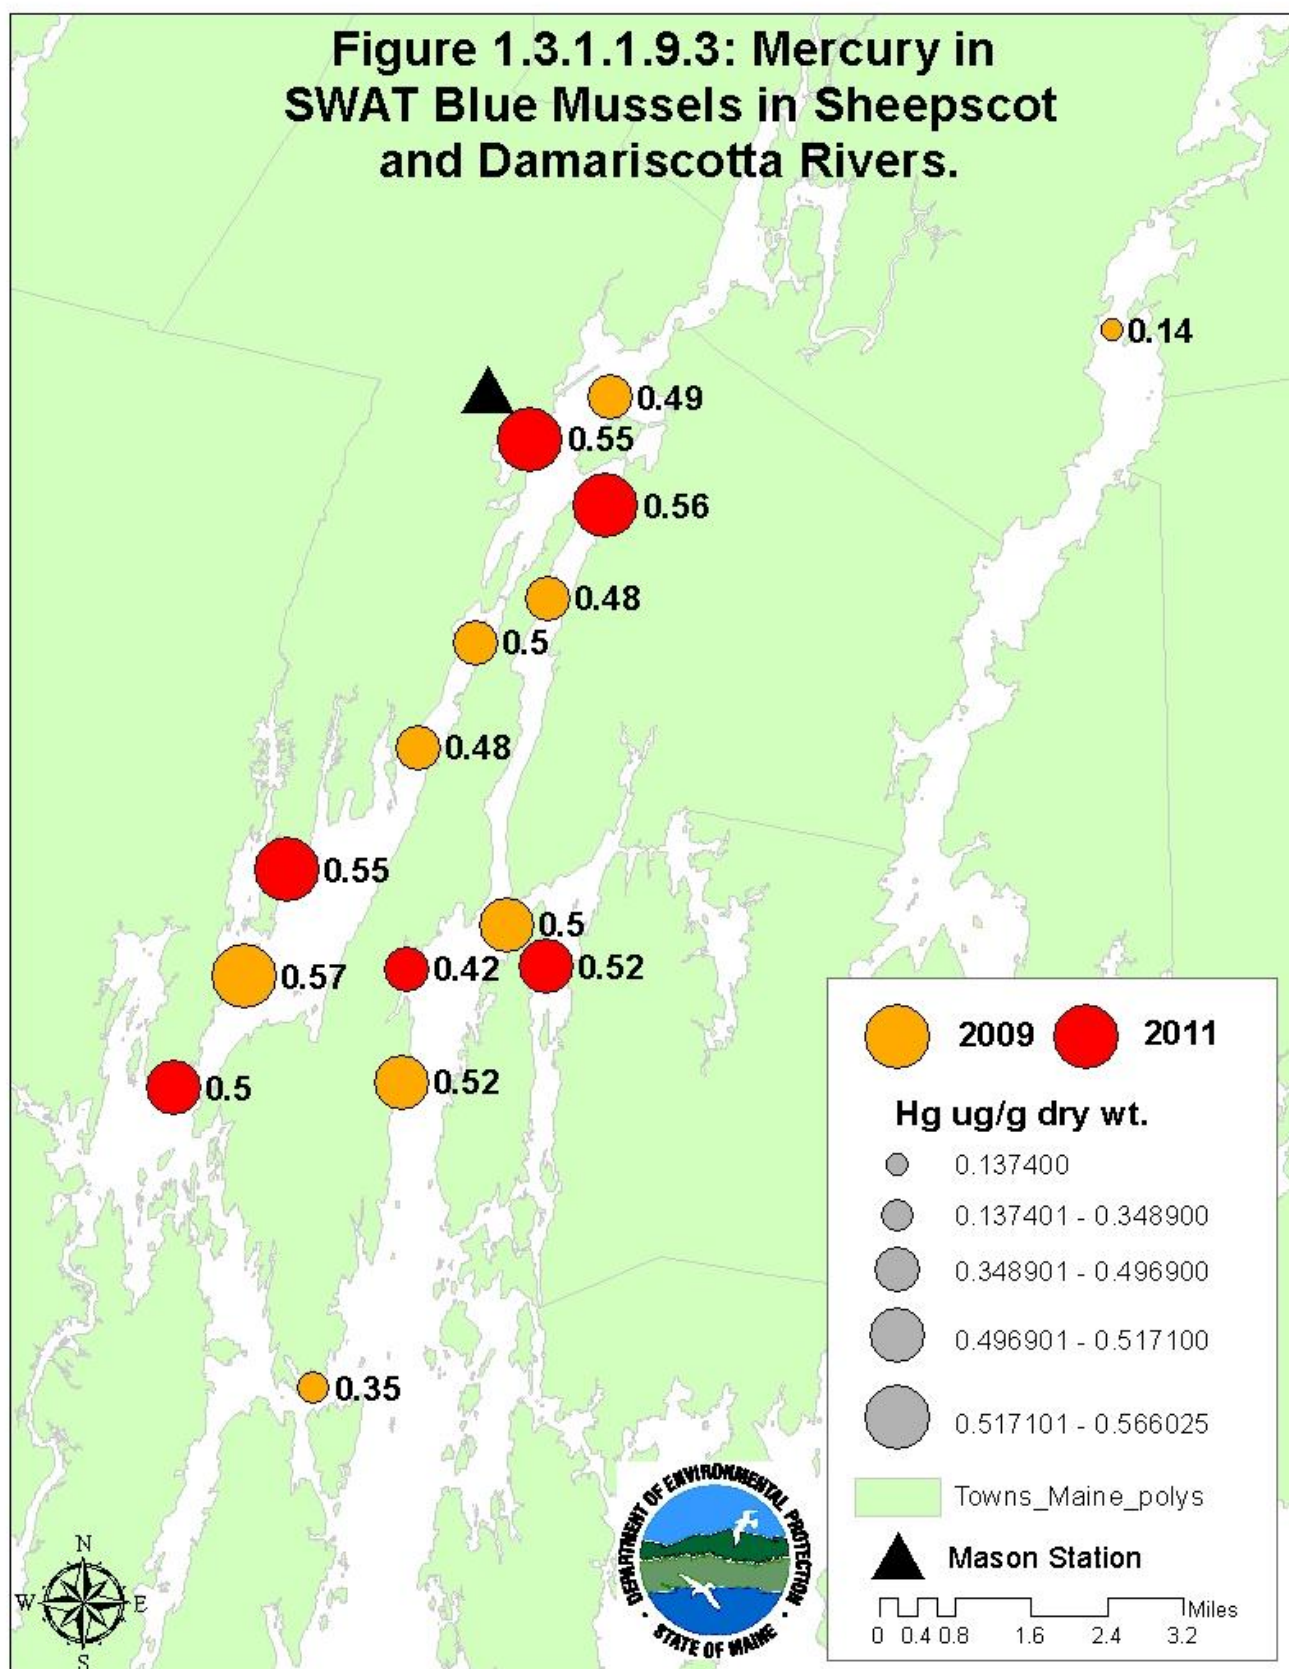 Figure 1.3.1.1.9.3: Mercury in
SWAT Blue Mussels in Sheepscot
and Damariscotta Rivers.
0.14
0.49
0.55
0.56
0.48
0.5
0.48
0.55
0.5
0.57
0.42
0.52
0.5
0.52
0.35
2009 2011
Hg ug/g dry wt.
0.137400
0.137401 - 0.348900
0.348901 - 0.496900
0.496901 - 0.517100
0.517101 - 0.566025
Towns_Maine_polys
Mason Station
Miles
0 0.4 0.8 1.6 2.4 3.2
DEPARTMENT OF ENVIRONMENTAL PROTECTION
STATE OF MAINE
N
W E
S